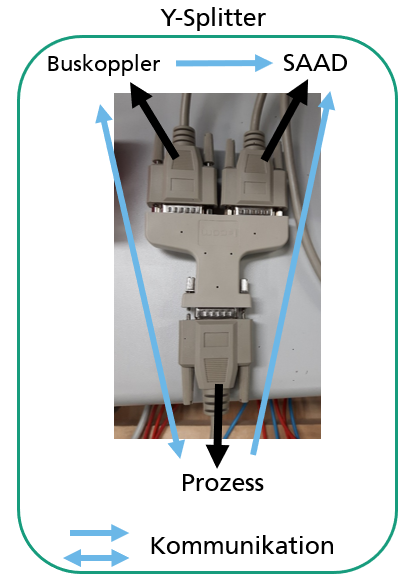 Y-Splitter
Buskoppler SAAD
Prozess
Kommunikation